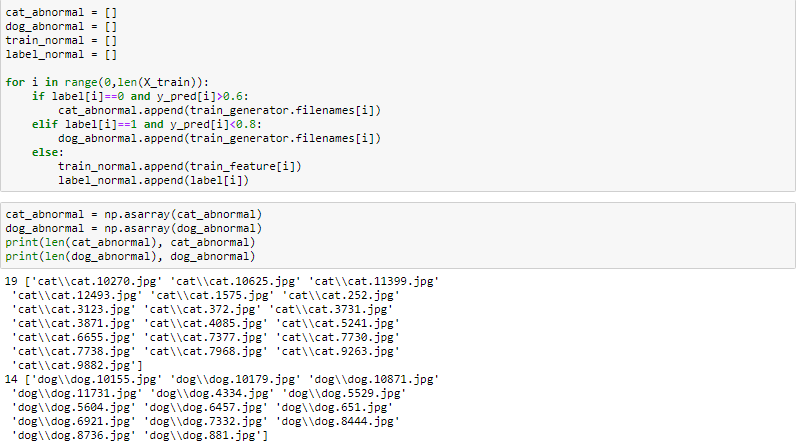 cat_abnormal = []
dog_abnormal = []
train_normal = []
label_normal = []
for i in range(0,len(X_train)):
    if label[i]==0 and y_pred[i]>0.6:
        cat_abnormal.append(train_generator.filenames[i])
    elif label[i]==1 and y_pred[i]<0.8:
        dog_abnormal.append(train_generator.filenames[i])
    else:
        train_normal.append(train_feature[i])
        label_normal.append(label[i])
cat_abnormal = np.asarray(cat_abnormal)
dog_abnormal = np.asarray(dog_abnormal)
print(len(cat_abnormal), cat_abnormal)
print(len(dog_abnormal), dog_abnormal)
19 ['cat\\cat.10270.jpg' 'cat\\cat.10625.jpg' 'cat\\cat.11399.jpg'
 'cat\\cat.12493.jpg' 'cat\\cat.1575.jpg' 'cat\\cat.252.jpg'
 'cat\\cat.3123.jpg' 'cat\\cat.372.jpg' 'cat\\cat.3731.jpg'
 'cat\\cat.3871.jpg' 'cat\\cat.4085.jpg' 'cat\\cat.5241.jpg'
 'cat\\cat.6655.jpg' 'cat\\cat.7377.jpg' 'cat\\cat.7730.jpg'
 'cat\\cat.7738.jpg' 'cat\\cat.7968.jpg' 'cat\\cat.9263.jpg'
 'cat\\cat.9882.jpg']
14 ['dog\\dog.10155.jpg' 'dog\\dog.10179.jpg' 'dog\\dog.10871.jpg'
 'dog\\dog.11731.jpg' 'dog\\dog.4334.jpg' 'dog\\dog.5529.jpg'
 'dog\\dog.5604.jpg' 'dog\\dog.6457.jpg' 'dog\\dog.651.jpg'
 'dog\\dog.6921.jpg' 'dog\\dog.7332.jpg' 'dog\\dog.8444.jpg'
 'dog\\dog.8736.jpg' 'dog\\dog.881.jpg']